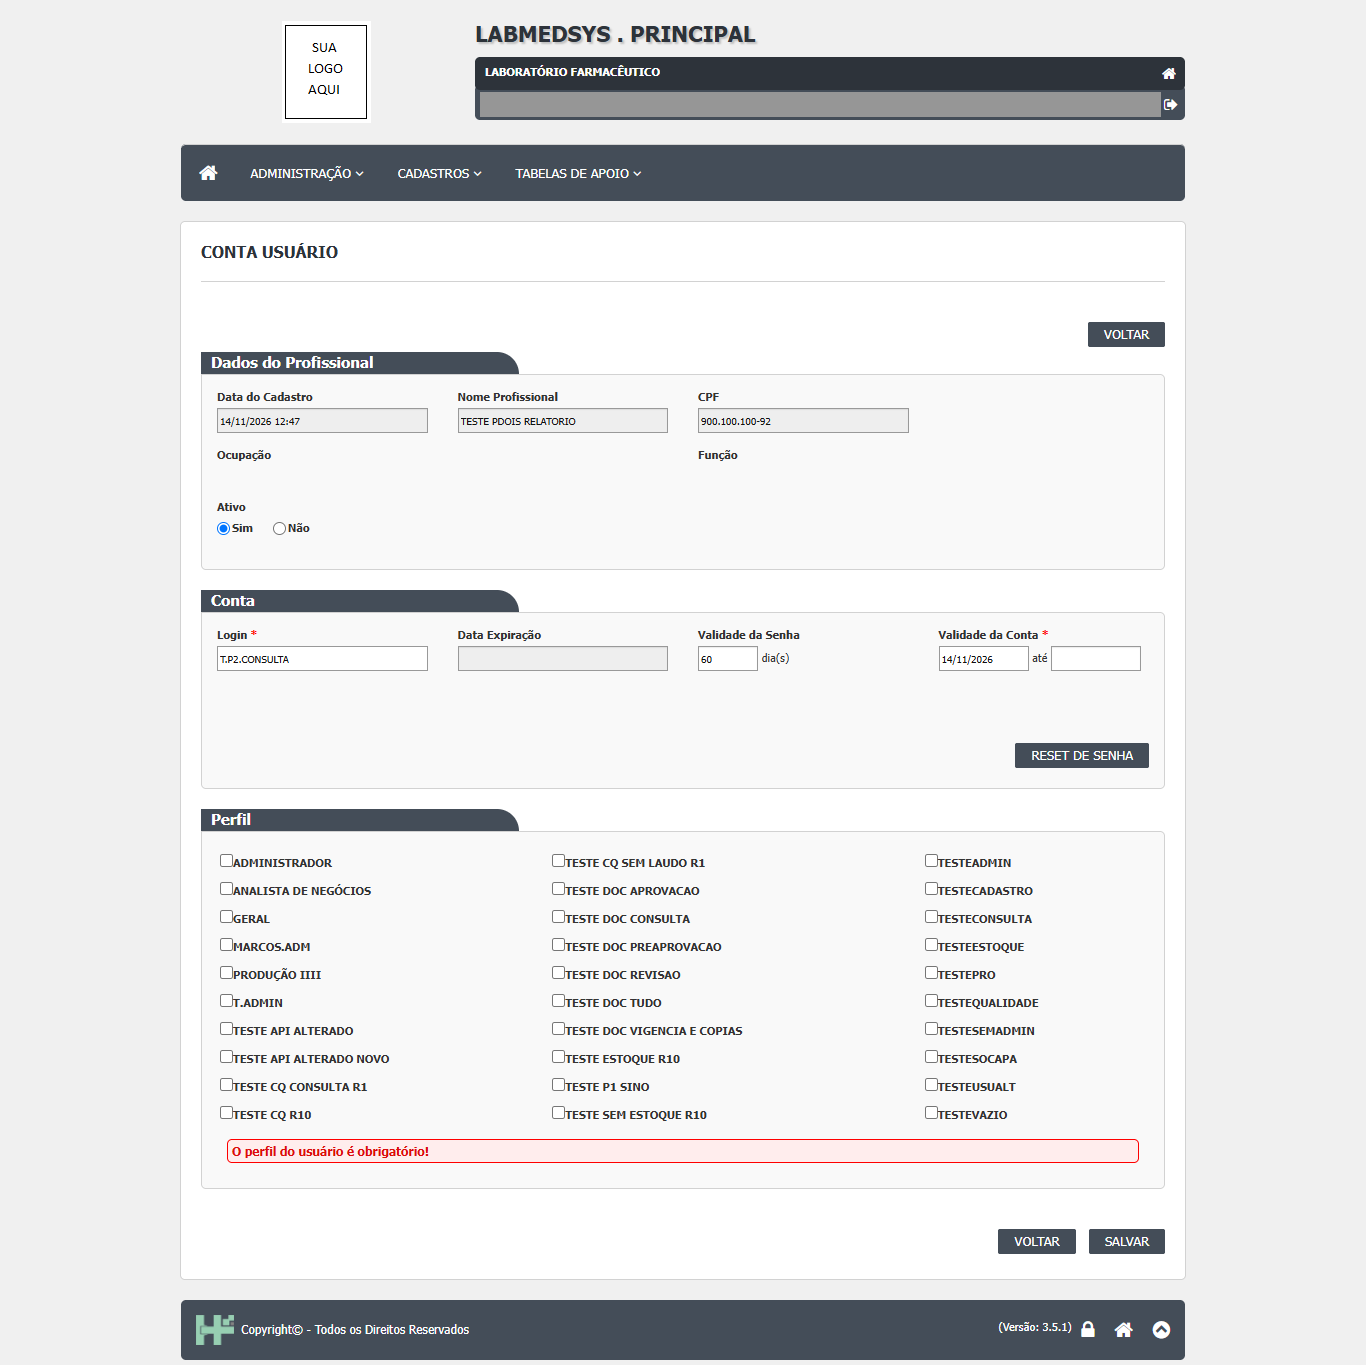 SUA
LOGO
AQUI
LABMEDSYS . PRINCIPAL
LABORATÓRIO FARMACÊUTICO
ADMINISTRAÇÃO CADASTROS TABELAS DE APOIO
CONTA USUÁRIO
VOLTAR
Dados do Profissional
Data do Cadastro Nome Profissional CPF
14/11/2026 12:47 TESTE PDOIS RELATORIO 900.100.100-92
Ocupação Função
Ativo
Sim Não
Conta
Login * Data Expiração Validade da Senha Validade da Conta *
T.P2.CONSULTA 60 dia(s) 14/11/2026 até
RESET DE SENHA
Perfil
ADMINISTRADOR TESTE CQ SEM LAUDO R1 TESTEADMIN
ANALISTA DE NEGÓCIOS TESTE DOC APROVACAO TESTECADASTRO
GERAL TESTE DOC CONSULTA TESTECONSULTA
MARCOS.ADM TESTE DOC PREAPROVACAO TESTEESTOQUE
PRODUÇÃO IIII TESTE DOC REVISAO TESTEPRO
T.ADMIN TESTE DOC TUDO TESTEQUALIDADE
TESTE API ALTERADO TESTE DOC VIGENCIA E COPIAS TESTESEMADMIN
TESTE API ALTERADO NOVO TESTE ESTOQUE R10 TESTESOCAPA
TESTE CQ CONSULTA R1 TESTE P1 SINO TESTEUSUALT
TESTE CQ R10 TESTE SEM ESTOQUE R10 TESTEVAZIO
O perfil do usuário é obrigatório!
VOLTAR SALVAR
Copyright© - Todos os Direitos Reservados (Versão: 3.5.1)